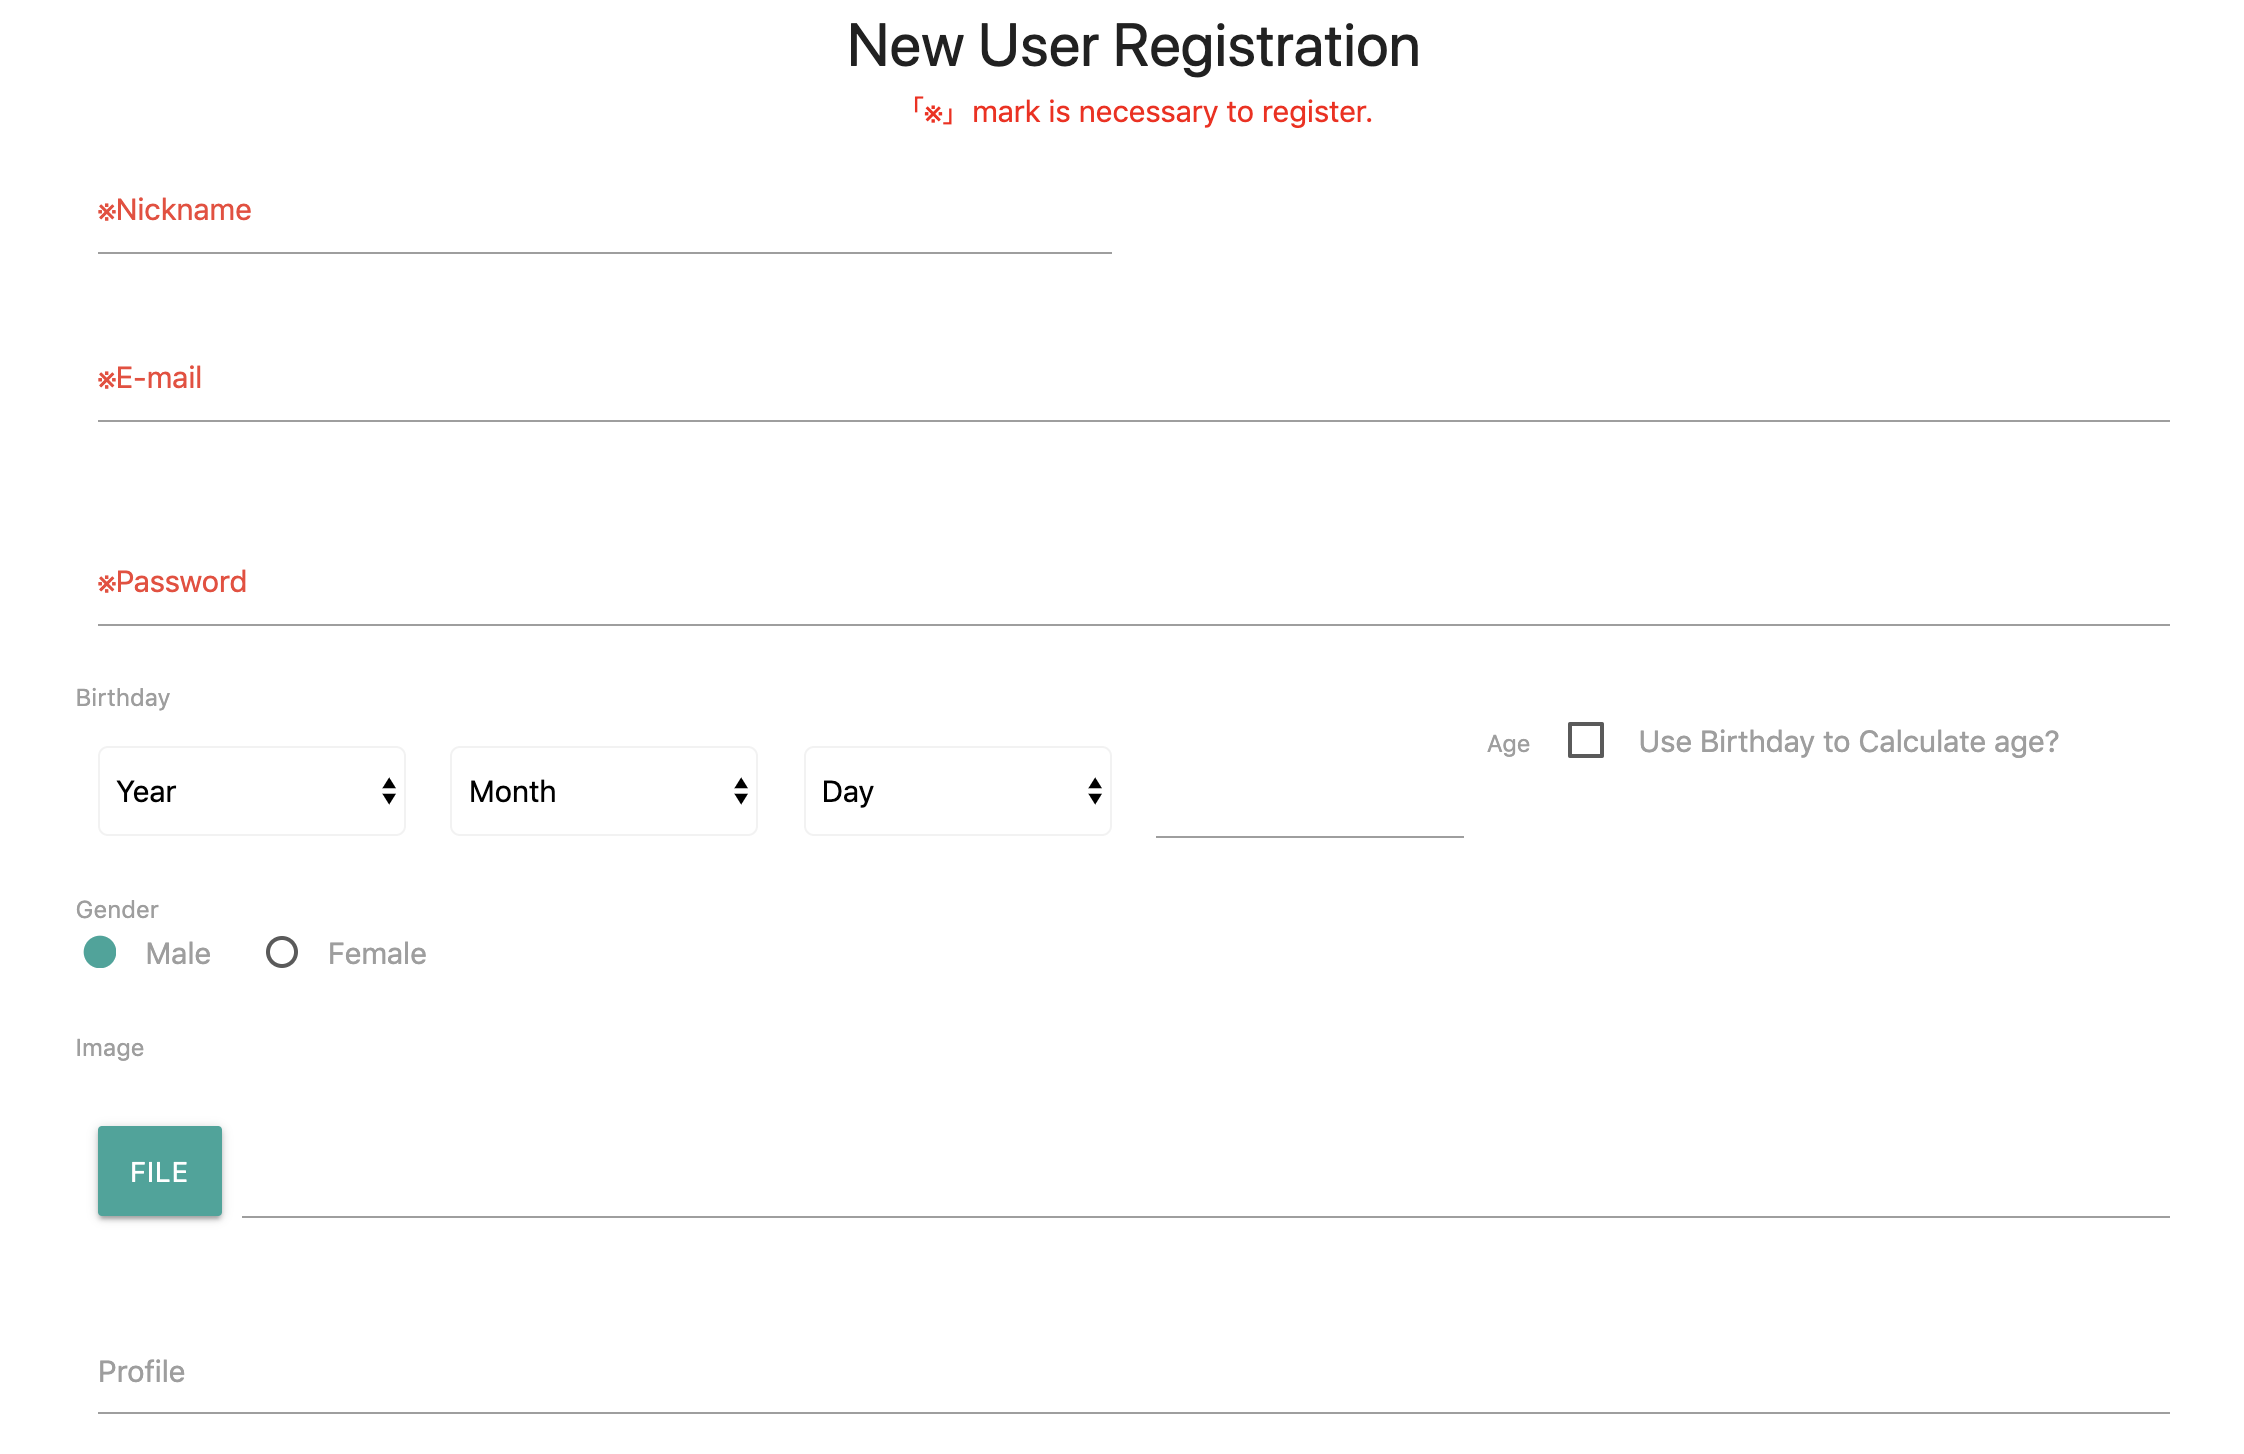 New User Registration
「※」 mark is necessary to register.
※Nickname
※E-mail
※Password
Birthday
Age Use Birthday to Calculate age?
Year Month Day
Gender
Male Female
Image
FILE
Profile